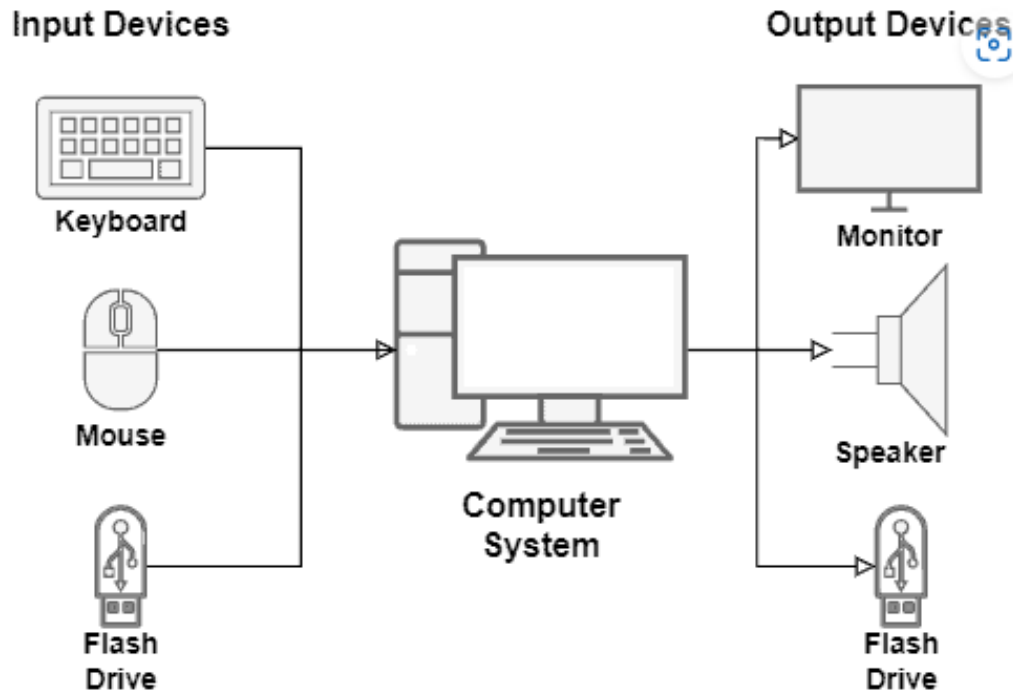 Input Devices
Output Devices
Keyboard
Monitor
Mouse
Speaker
Computer
System
Flash
Drive
Flash
Drive